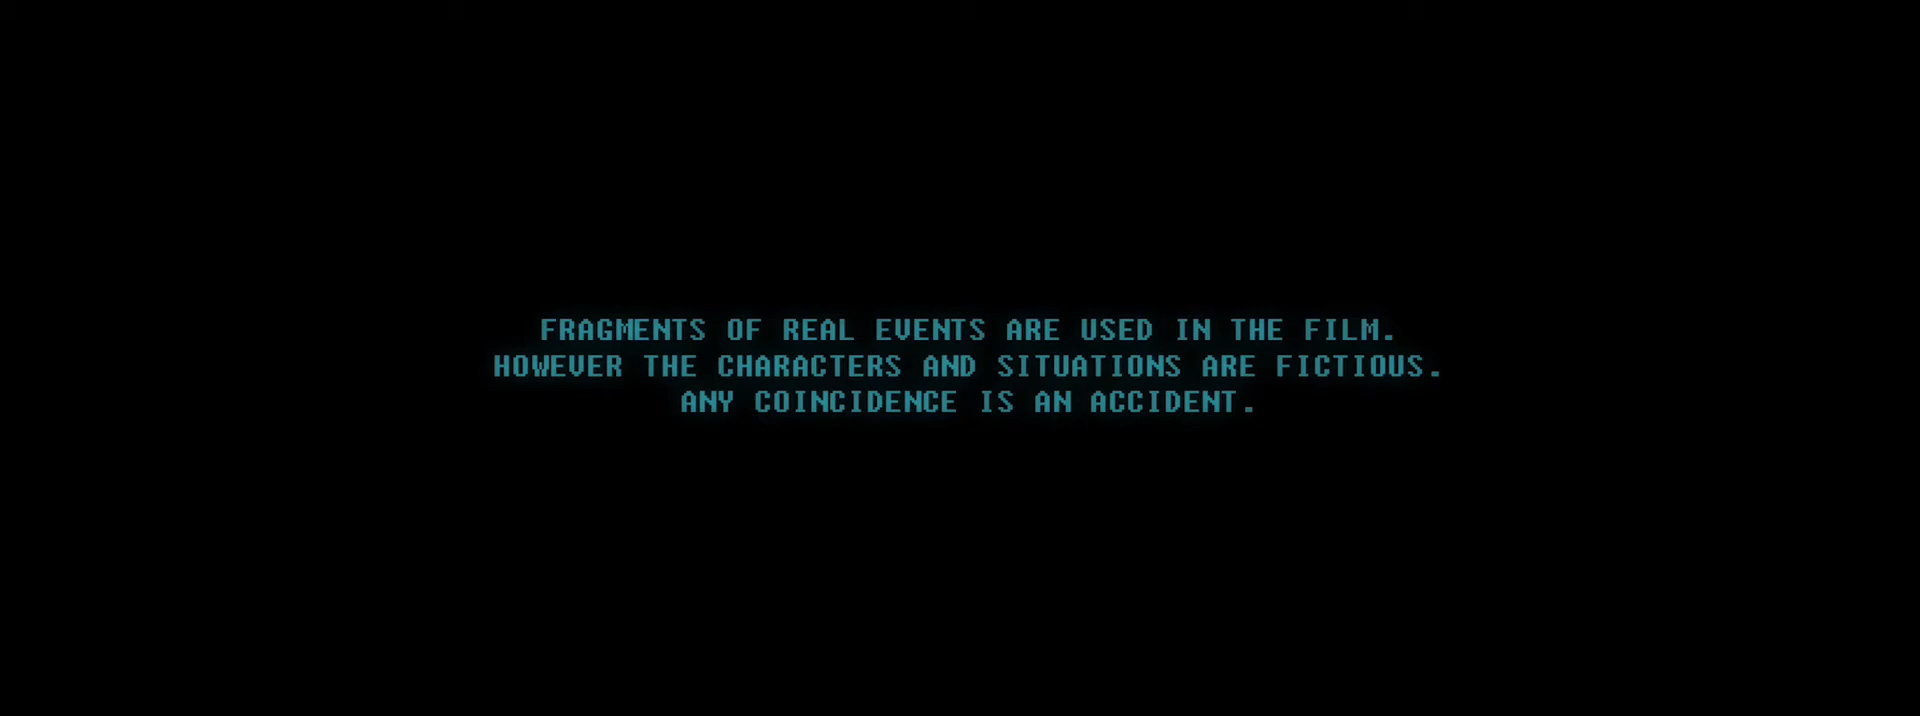 FRAGMENTS OF REAL EVENTS ARE USED IN THE FILM.
HOWEVER THE CHARACTERS AND SITUATIONS ARE FICTIOUS.
ANY COINCIDENCE IS AN ACCIDENT.